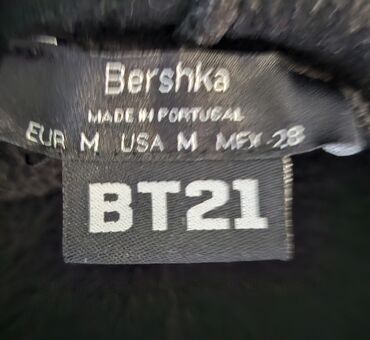 Bershka
MADE IN PORTUGAL
EUR M USA M MEX 28
BT21